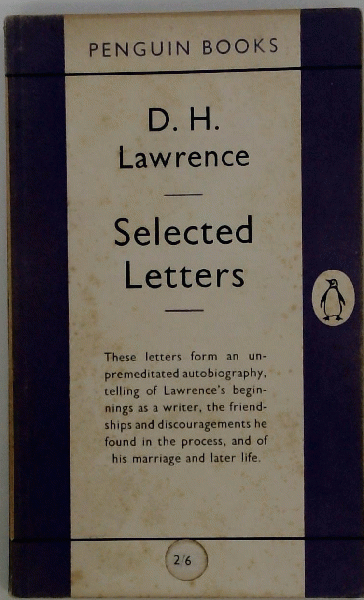 PENGUIN BOOKS
D. H.
Lawrence
Selected
Letters
These letters form an un-
premeditated autobiography,
telling of Lawrence's begin-
nings as a writer, the friend-
ships and discouragements he
found in the process, and of
his marriage and later life.
2/6